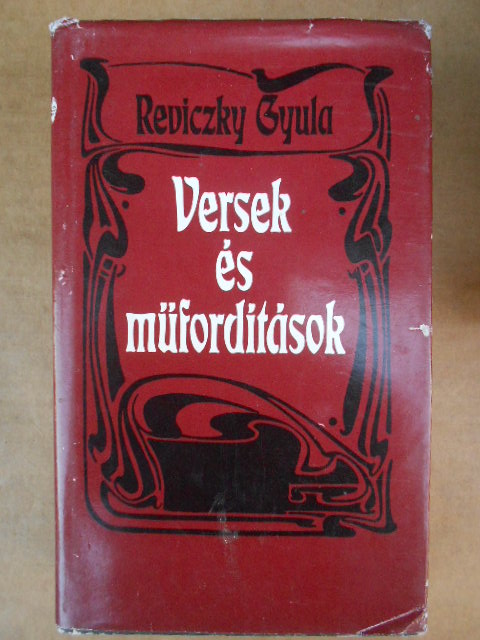 Reviczky Gyula
Versek
és
műfordítások